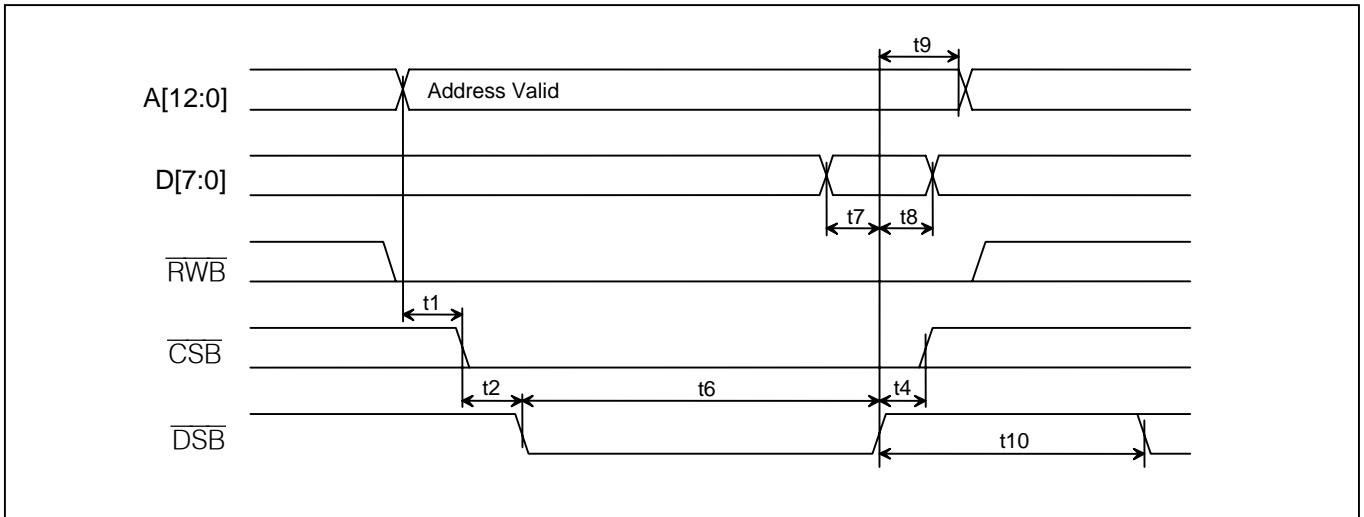 t9
A[12:0]
Address Valid
D[7:0]
t7
t8
RWB
t1
CSB
t2
t6
t4
DSB
t10